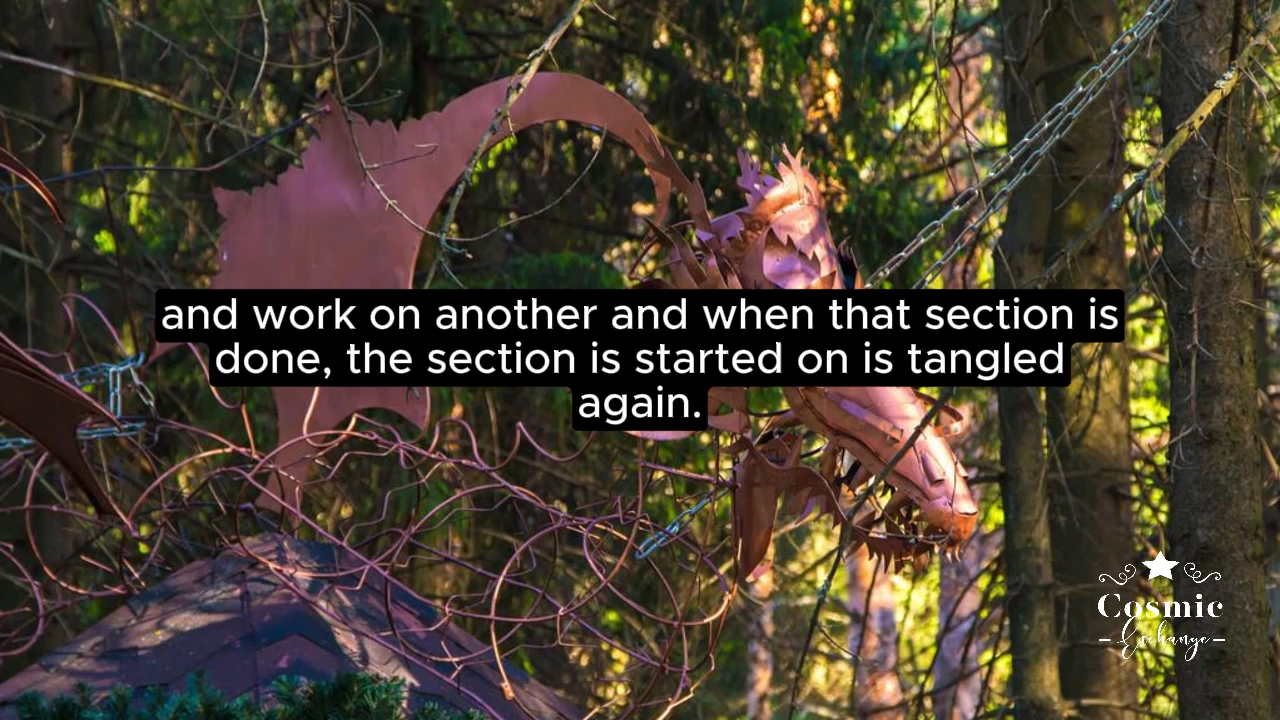 and work on another and when that section is
done, the section is started on is tangled
again.
Cosmic
Exchange